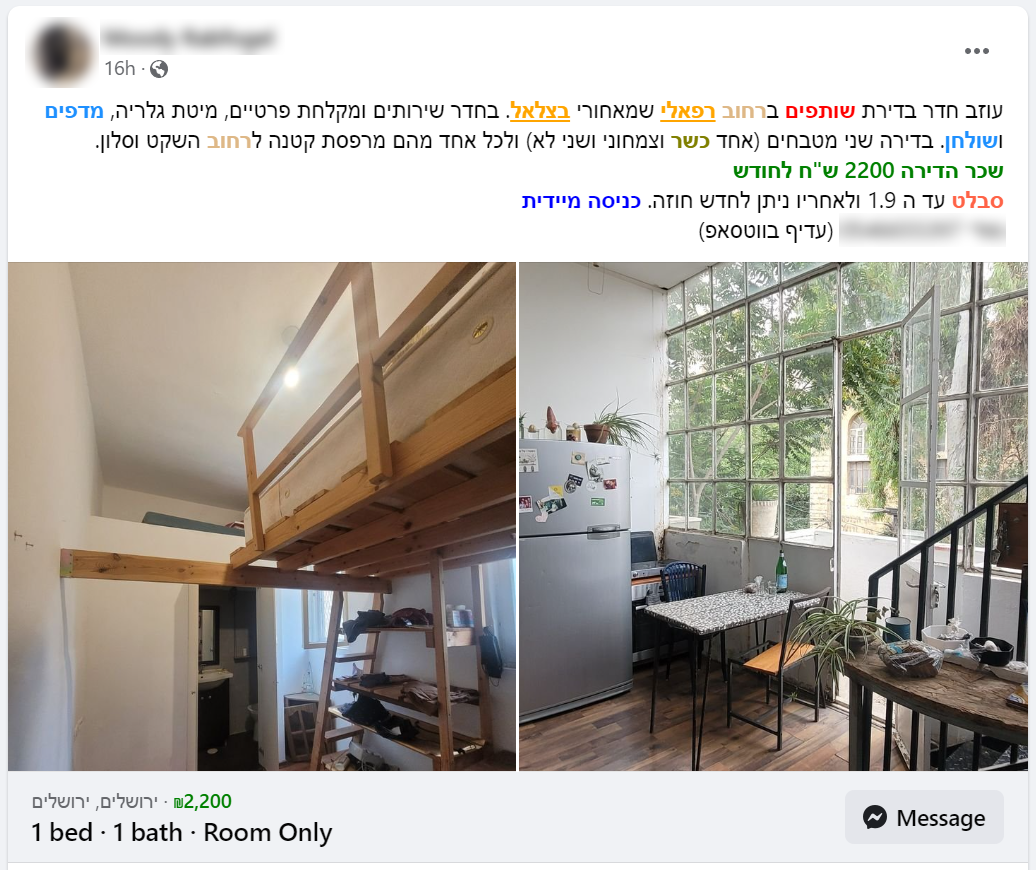 16h
עוזב חדר בדירת שותפים ברחוב רפאלי שמאחורי בצלאל. בחדר שירותים ומקלחת פרטיים, מיטת גלריה, מדפים
ושולחן. בדירה שני מטבחים (אחד כשר וצמחוני ושני לא) ולכל אחד מהם מרפסת קטנה לרחוב השקט וסלון.
שכר הדירה 2200 ש"ח לחודש
סבלט עד ה 1.9 ולאחריו ניתן לחדש חוזה. כניסה מיידית
(עדיף בווטסאפ)
₪2,200 · ירושלים, ירושלים
1 bed · 1 bath · Room Only
Message